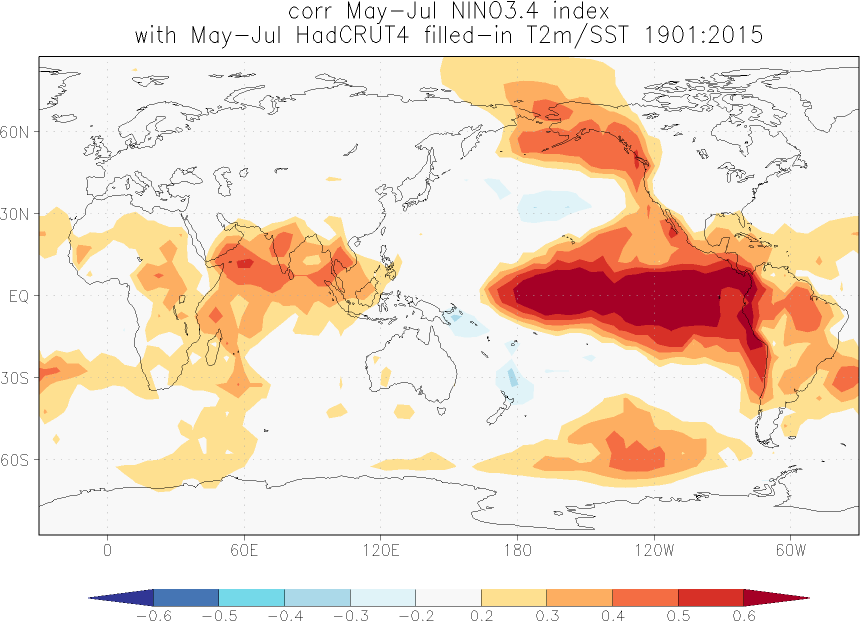 corr May-Jul NINO3.4 index
with May-Jul HadCRUT4 filled-in T2m/SST 1901:2015
60N
30N
EQ
30S
60S
0 60E 120E 180 120W 60W
-0.6 -0.5 -0.4 -0.3 -0.2 0.2 0.3 0.4 0.5 0.6